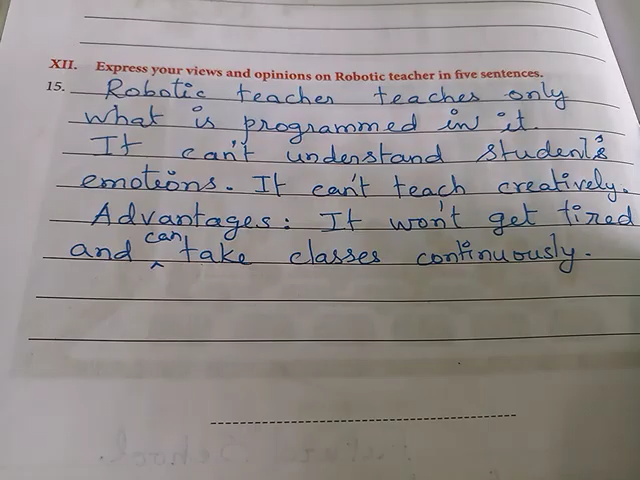 XII. Express your views and opinions on Robotic teacher in five sentences.
15. Robotic teacher teaches only
what is programmed in it.
It can't understand student's
emotions. It can't teach creatively.
Advantages: It won't get tired
and can take classes continuously.